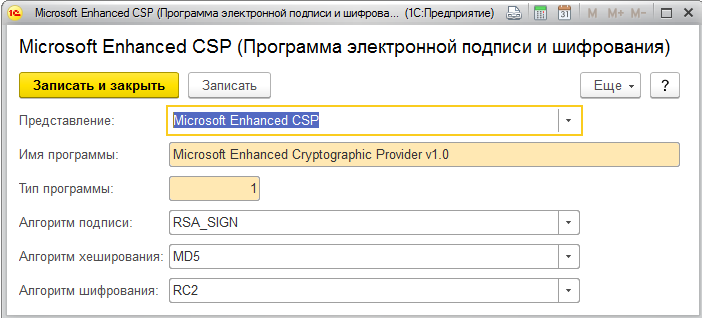 Microsoft Enhanced CSP (Программа электронной подписи и шифрова... (1С:Предприятие) 31 M M+ M-
Microsoft Enhanced CSP (Программа электронной подписи и шифрования)
Записать и закрыть Записать Еще ?
Представление: Microsoft Enhanced CSP
Имя программы: Microsoft Enhanced Cryptographic Provider v1.0
Тип программы: 1
Алгоритм подписи: RSA_SIGN
Алгоритм хеширования: MD5
Алгоритм шифрования: RC2